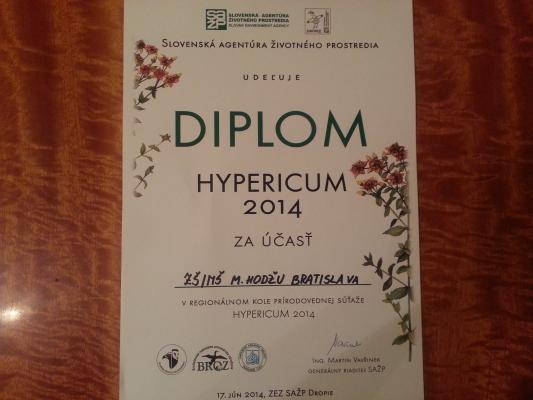 SLOVENSKÁ AGENTÚRA
ŽIVOTNÉHO PROSTREDIA
SLOVAK ENVIRONMENT AGENCY
SLOVENSKÁ AGENTÚRA ŽIVOTNÉHO PROSTREDIA
UDEĽUJE
DIPLOM
HYPERICUM
2014
ZA ÚČASŤ
ZŠ/MŠ M. HODŽU BRATISLAVA
V REGIONÁLNOM KOLE PRÍRODOVEDNEJ SÚŤAŽE
HYPERICUM 2014
BROZ
ING. MARTIN VAVŘINEK
GENERÁLNY RIADITEĽ SAŽP
17. JÚN 2014, ZEZ SAŽP DROPIE